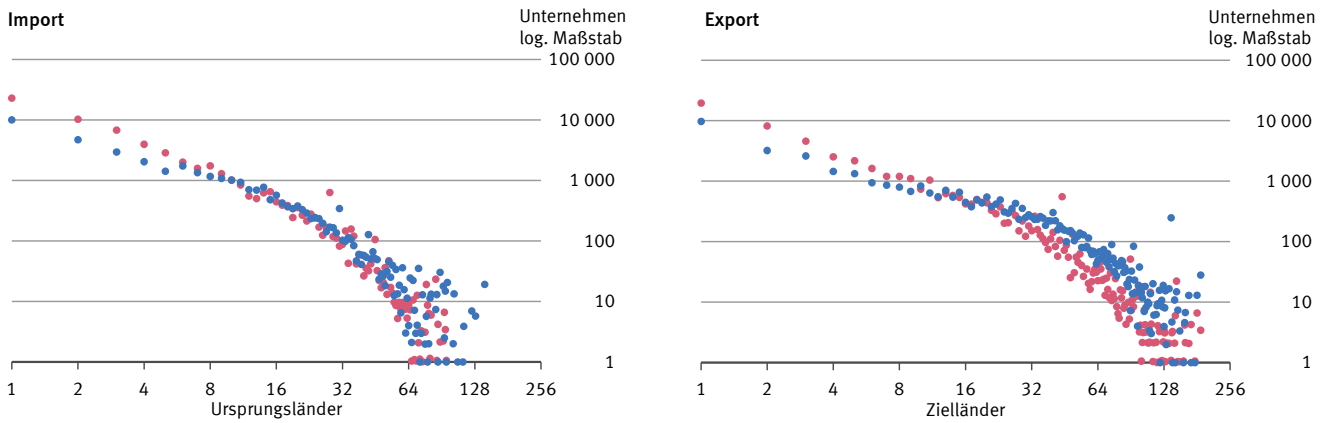 Import
Unternehmen
log. Maßstab
100 000
10 000
1 000
100
10
1
1 2 4 8 16 32 64 128 256
Ursprungsländer
Export
Unternehmen
log. Maßstab
100 000
10 000
1 000
100
10
1
1 2 4 8 16 32 64 128 256
Zielländer